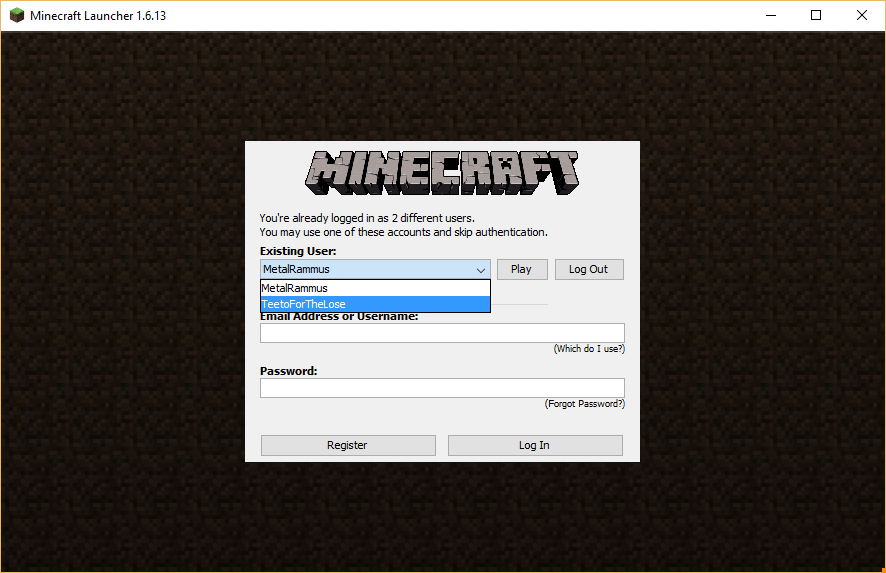 Minecraft Launcher 1.6.13
MINECRAFT
You're already logged in as 2 different users.
You may use one of these accounts and skip authentication.
Existing User:
MetalRammus
Play
Log Out
MetalRammus
TeetoForTheLose
Email Address or Username:
(Which do I use?)
Password:
(Forgot Password?)
Register
Log In